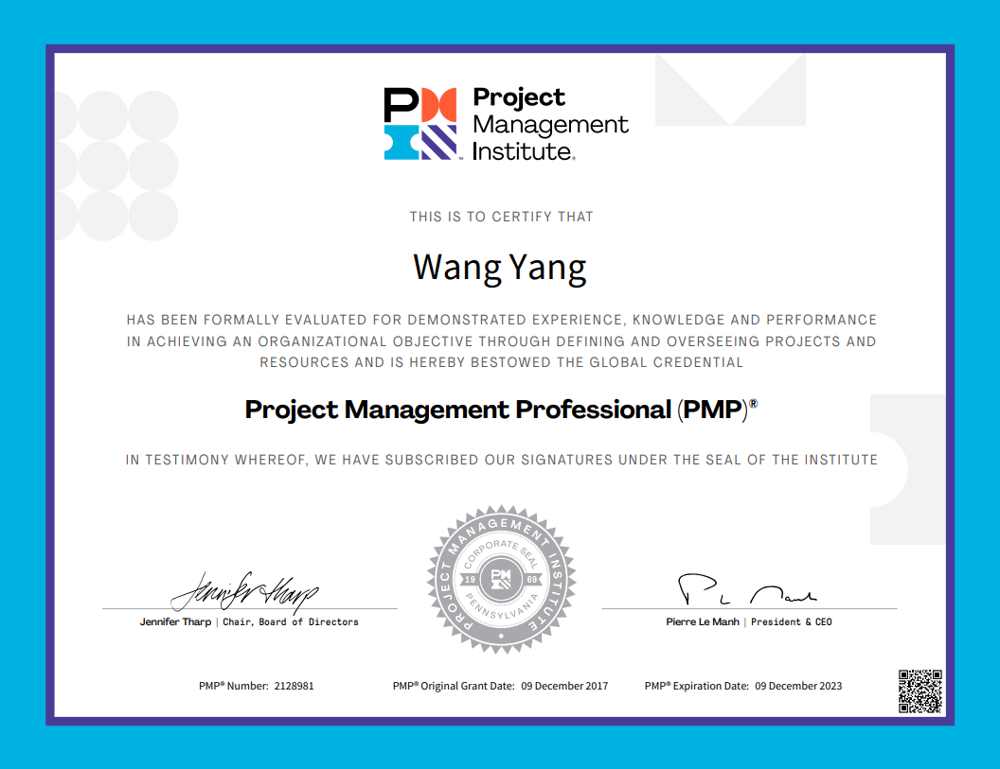 PM
Project
Management
Institute®
THIS IS TO CERTIFY THAT
Wang Yang
HAS BEEN FORMALLY EVALUATED FOR DEMONSTRATED EXPERIENCE, KNOWLEDGE AND PERFORMANCE
IN ACHIEVING AN ORGANIZATIONAL OBJECTIVE THROUGH DEFINING AND OVERSEEING PROJECTS AND
RESOURCES AND IS HEREBY BESTOWED THE GLOBAL CREDENTIAL
Project Management Professional (PMP)®
IN TESTIMONY WHEREOF, WE HAVE SUBSCRIBED OUR SIGNATURES UNDER THE SEAL OF THE INSTITUTE
PROJECT MANAGEMENT INSTITUTE
CORPORATE SEAL
19 69
PENNSYLVANIA
Jennifer Tharp
Jennifer Tharp | Chair, Board of Directors
Pierre Le Manh | President & CEO
PMP® Number: 2128981
PMP® Original Grant Date: 09 December 2017
PMP® Expiration Date: 09 December 2023